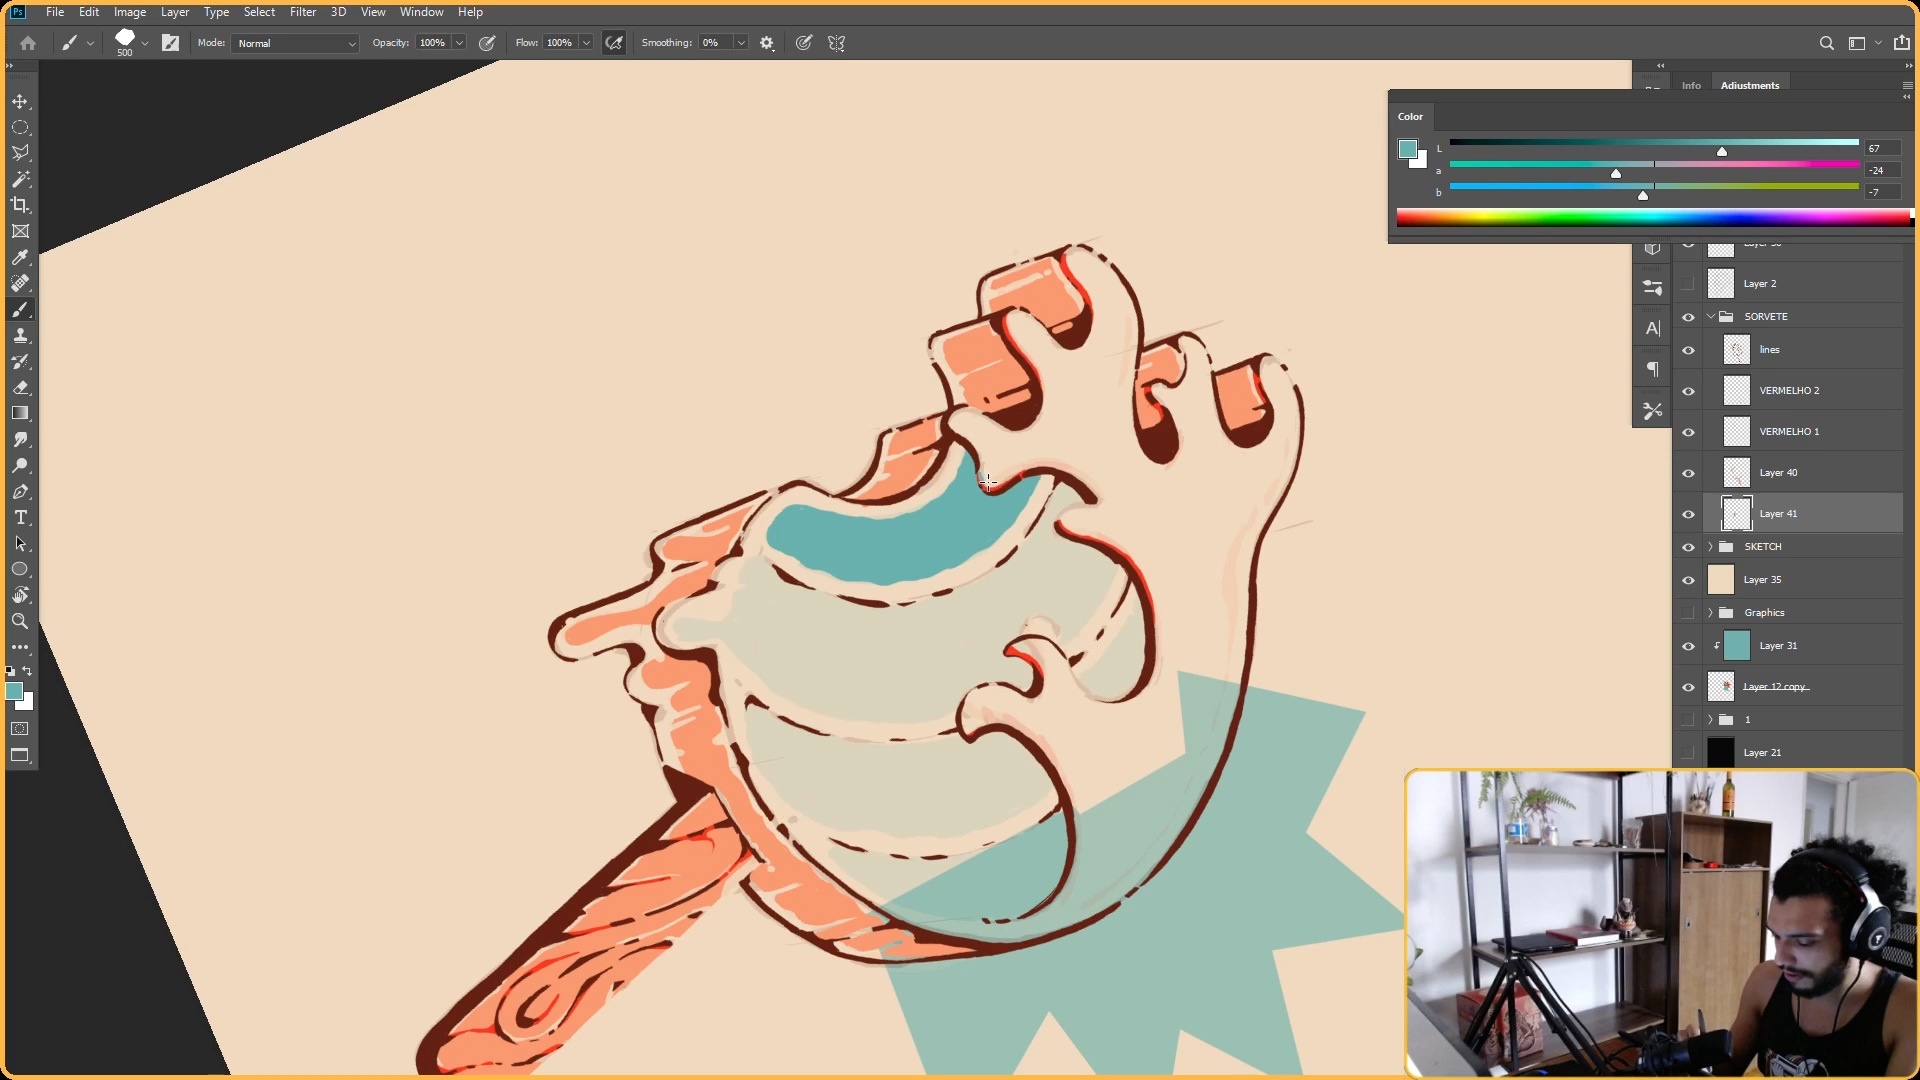 Ps File Edit Image Layer Type Select Filter 3D View Window Help
500 Mode: Normal Opacity: 100% Flow: 100% Smoothing: 0%
Info Adjustments
Color
L 67
a -24
b -7
Layer 2
SORVETE
lines
VERMELHO 2
VERMELHO 1
Layer 40
Layer 41
SKETCH
Layer 35
Graphics
Layer 31
Layer 12 copy
1
Layer 21